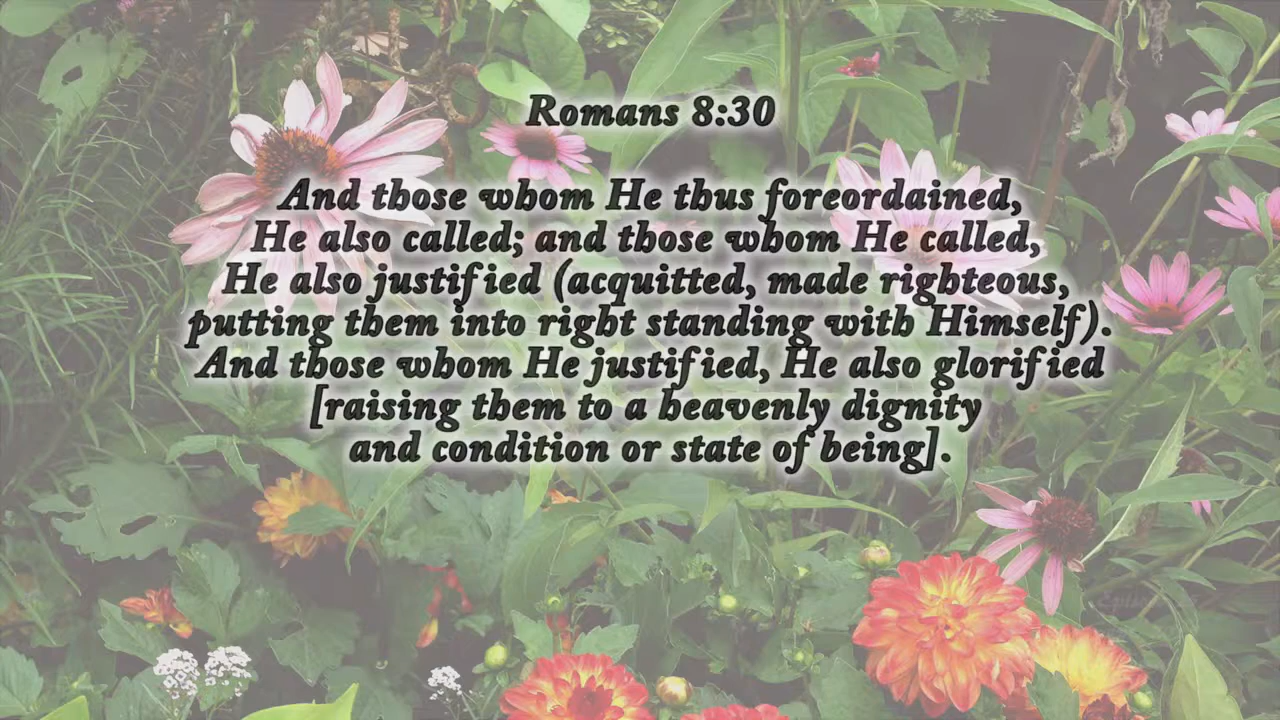 Romans 8:30
And those whom He thus foreordained,
He also called; and those whom He called,
He also justified (acquitted, made righteous,
putting them into right standing with Himself).
And those whom He justified, He also glorified
[raising them to a heavenly dignity
and condition or state of being].